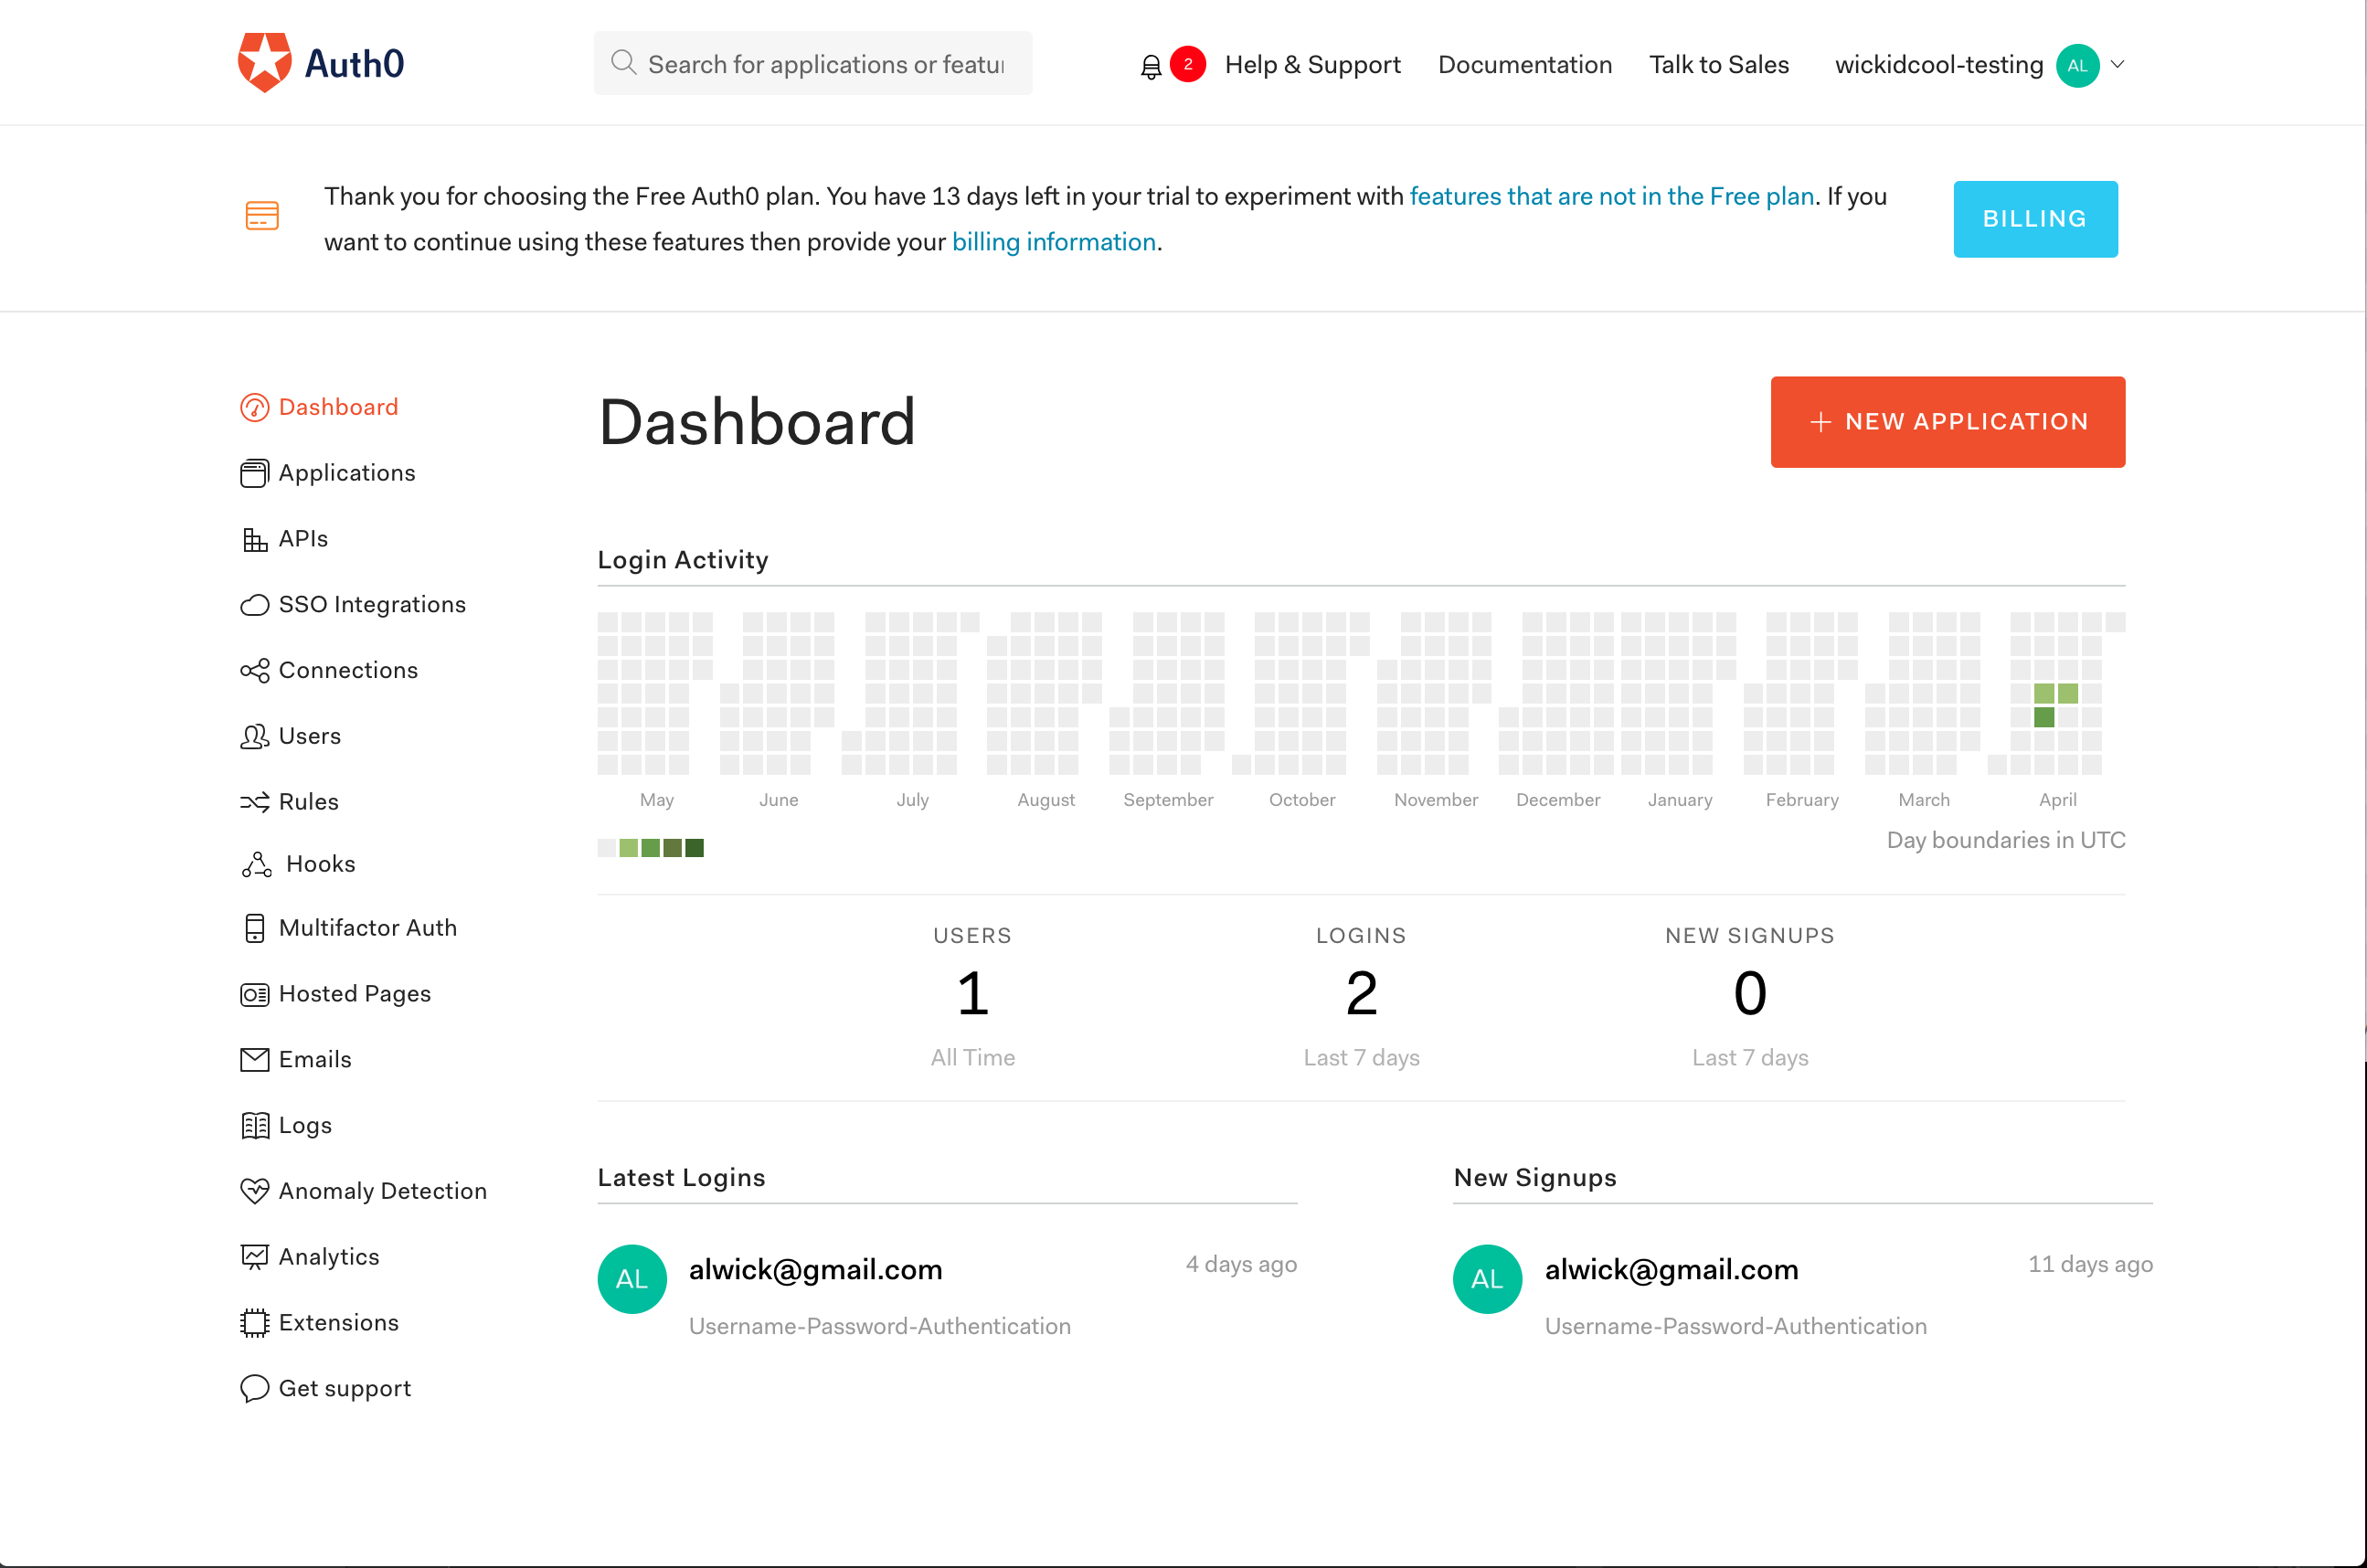 Auth0
Search for applications or featu
2
Help & Support
Documentation
Talk to Sales
wickidcool-testing
AL
Thank you for choosing the Free Auth0 plan. You have 13 days left in your trial to experiment with features that are not in the Free plan. If you
want to continue using these features then provide your billing information.
BILLING
Dashboard
Applications
APIs
SSO Integrations
Connections
Users
Rules
Hooks
Multifactor Auth
Hosted Pages
Emails
Logs
Anomaly Detection
Analytics
Extensions
Get support
Dashboard
NEW APPLICATION
Login Activity
May June July August September October November December January February March April
Day boundaries in UTC
USERS
1
All Time
LOGINS
2
Last 7 days
NEW SIGNUPS
0
Last 7 days
Latest Logins
AL
alwick@gmail.com
4 days ago
Username-Password-Authentication
New Signups
AL
alwick@gmail.com
11 days ago
Username-Password-Authentication